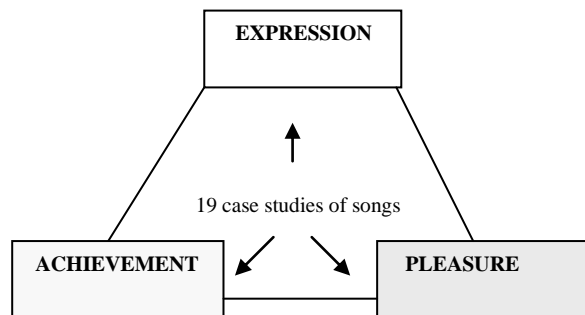 EXPRESSION
19 case studies of songs
ACHIEVEMENT
PLEASURE